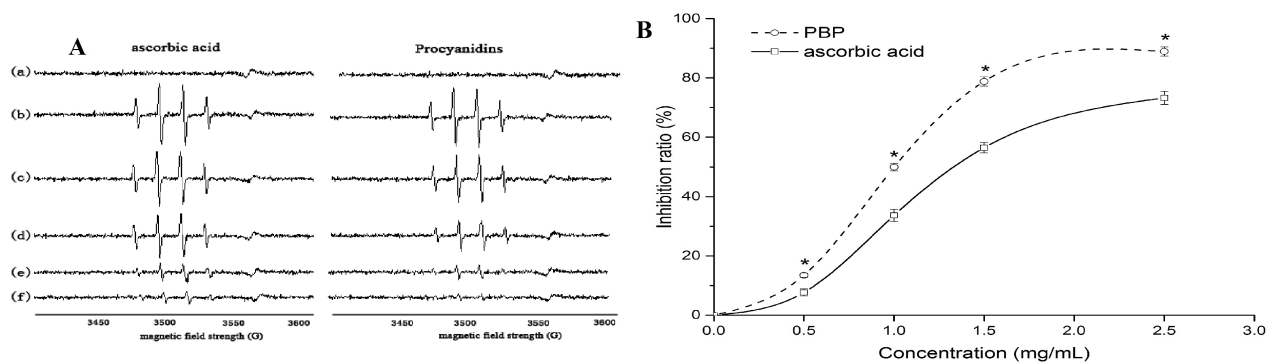 A
ascorbic acid
Procyanidins
(a)
(b)
(c)
(d)
(e)
(f)
3450 3500 3550 3600
magnetic field strength (G)
3450 3500 3550 3600
magnetic field strength (G)
B
PBP
ascorbic acid
Inhibition ratio (%)
100
80
60
40
20
0
*
*
*
*
0.0 0.5 1.0 1.5 2.0 2.5 3.0
Concentration (mg/mL)